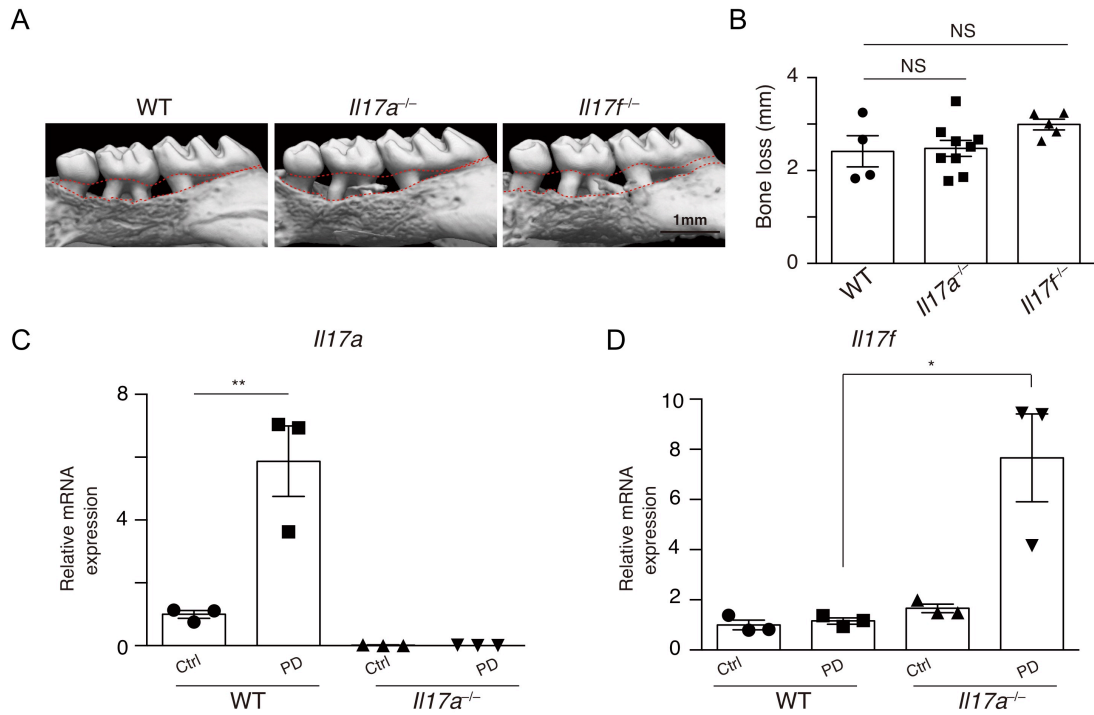 A
WT
Il17a–/–
Il17f–/–
1mm
B
NS
NS
Bone loss (mm)
4
2
0
WT
Il17a–/–
Il17f–/–
C
Il17a
**
Relative mRNA
expression
8
4
0
Ctrl
PD
Ctrl
PD
WT
Il17a–/–
D
Il17f
*
Relative mRNA
expression
10
8
6
4
2
0
Ctrl
PD
Ctrl
PD
WT
Il17a–/–